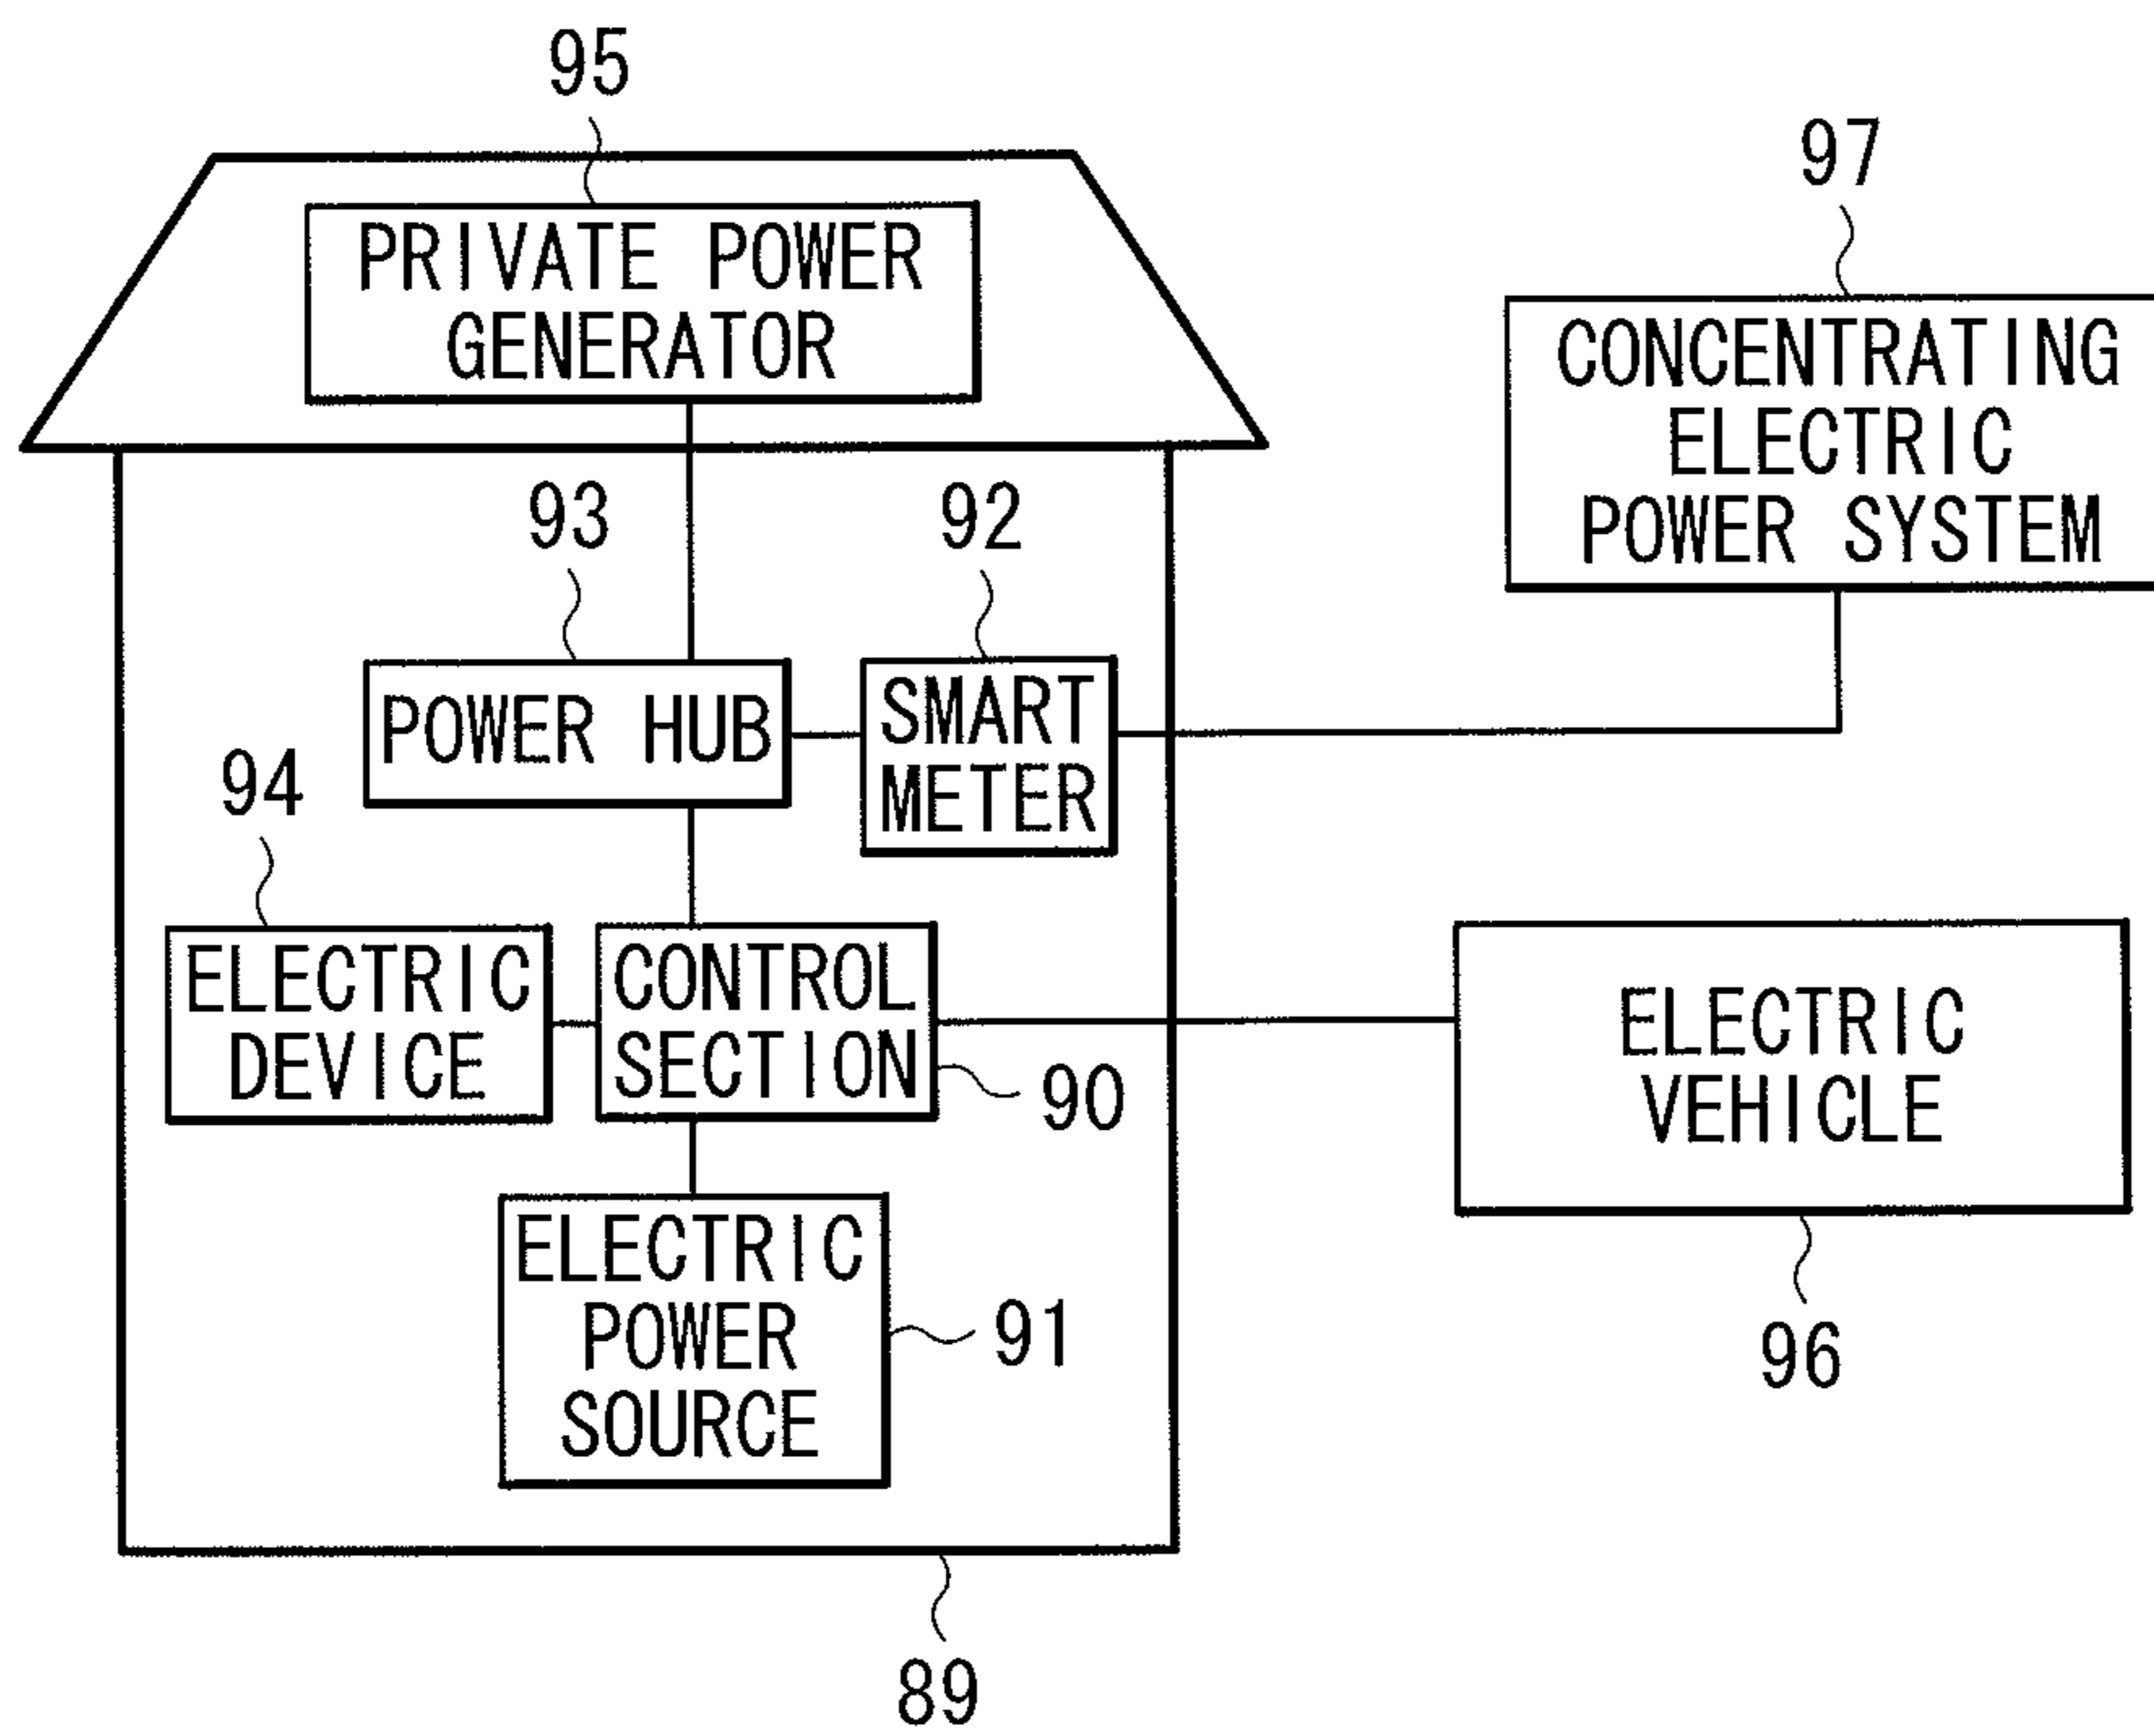 95
PRIVATE POWER
GENERATOR
97
CONCENTRATING
ELECTRIC
POWER SYSTEM
93
92
POWER HUB
SMART
METER
94
ELECTRIC
DEVICE
CONTROL
SECTION
90
ELECTRIC
VEHICLE
96
ELECTRIC
POWER
SOURCE
91
89